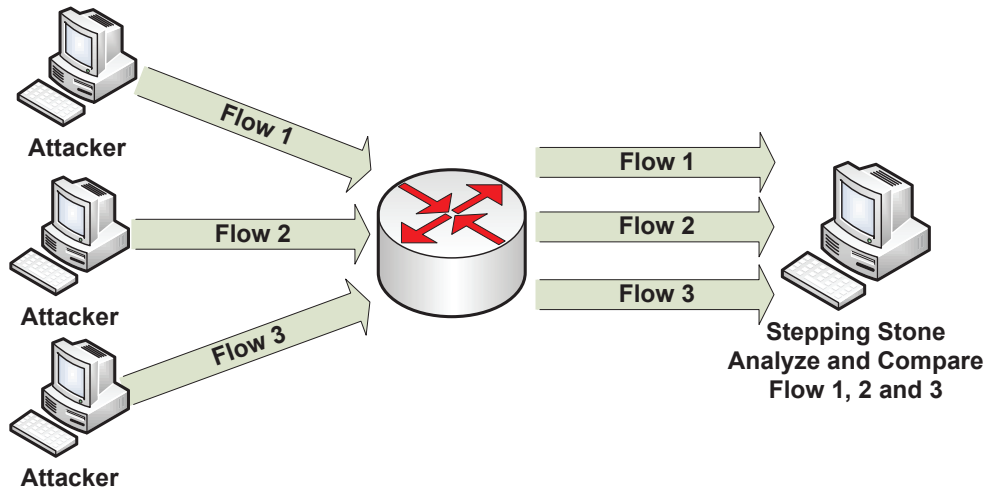 Attacker
Flow 1
Flow 1
Flow 2
Flow 2
Attacker
Flow 3
Flow 3
Stepping Stone
Analyze and Compare
Flow 1, 2 and 3
Attacker